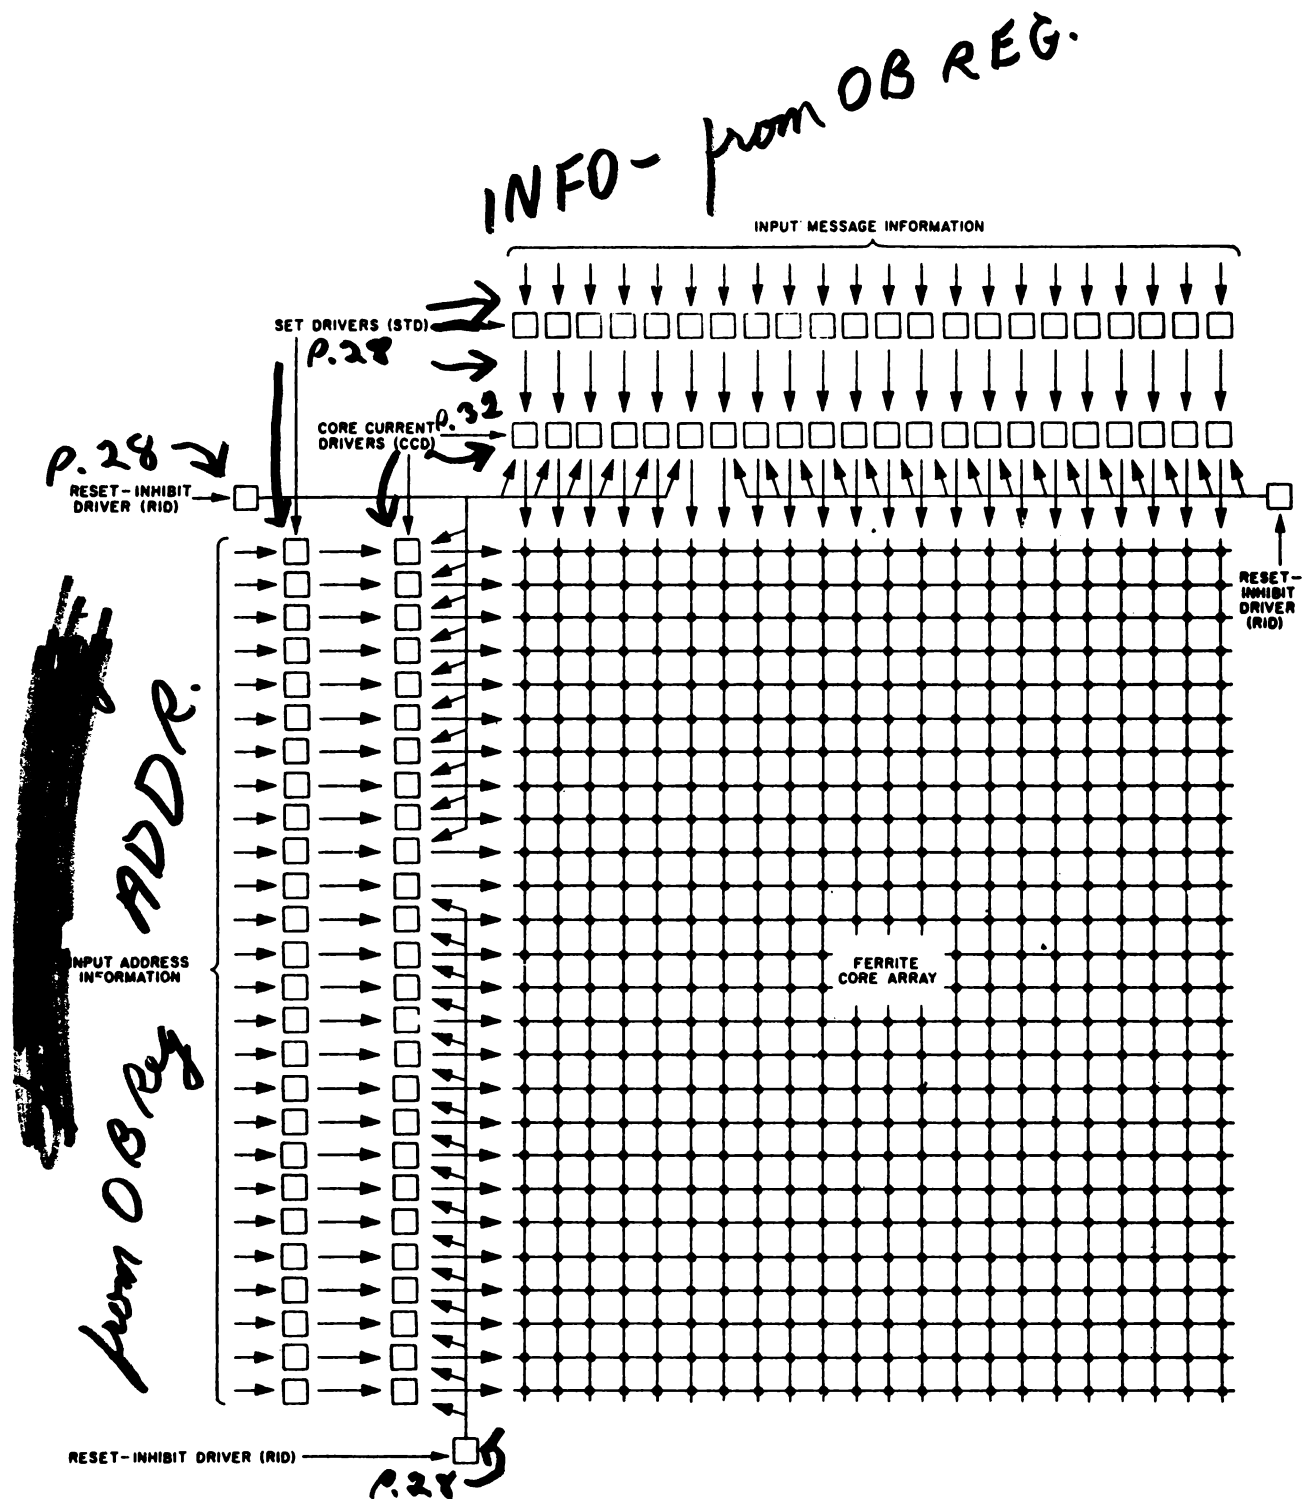 INFO - from OB REG.
INPUT MESSAGE INFORMATION
SET DRIVERS (STD)
P.28
CORE CURRENT
DRIVERS (CCD)
P.32
P.28
RESET-INHIBIT
DRIVER (RID)
RESET-
INHIBIT
DRIVER
(RID)
ADDR.
INPUT ADDRESS
INFORMATION
FERRITE
CORE ARRAY
from OB Reg
RESET-INHIBIT DRIVER (RID)
P.28